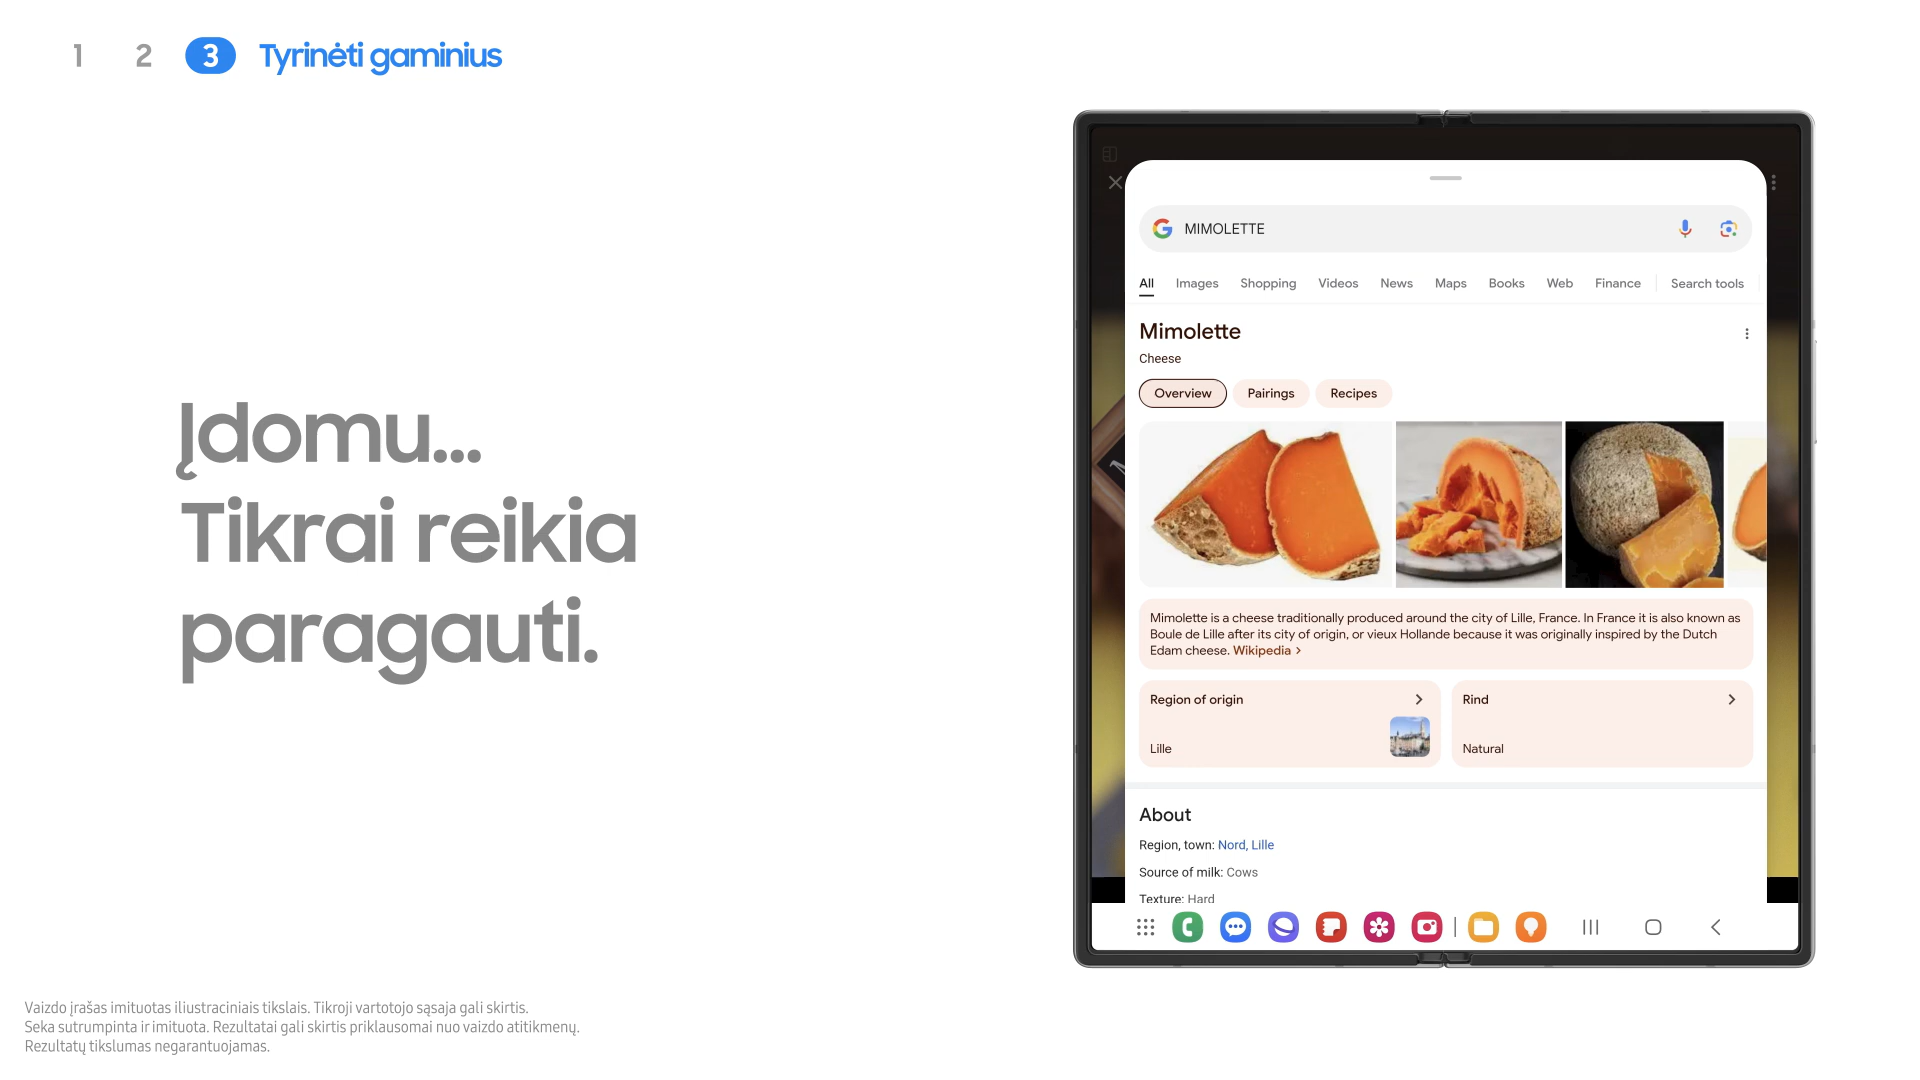 1 2 3 Tyrinėti gaminius
Įdomu...
Tikrai reikia
paragauti.
MIMOLETTE
All Images Shopping Videos News Maps Books Web Finance Search tools
Mimolette
Cheese
Overview Pairings Recipes
Mimolette is a cheese traditionally produced around the city of Lille, France. In France it is also known as
Boule de Lille after its city of origin, or vieux Hollande because it was originally inspired by the Dutch
Edam cheese. Wikipedia >
Region of origin
Lille
Rind
Natural
About
Region, town: Nord, Lille
Source of milk: Cows
Texture: Hard
Vaizdo įrašas imituotas iliustraciniais tikslais. Tikroji vartotojo sąsaja gali skirtis.
Seka sutrumpinta ir imituota. Rezultatai gali skirtis priklausomai nuo vaizdo atitikmenų.
Rezultatų tikslumas negarantuojamas.